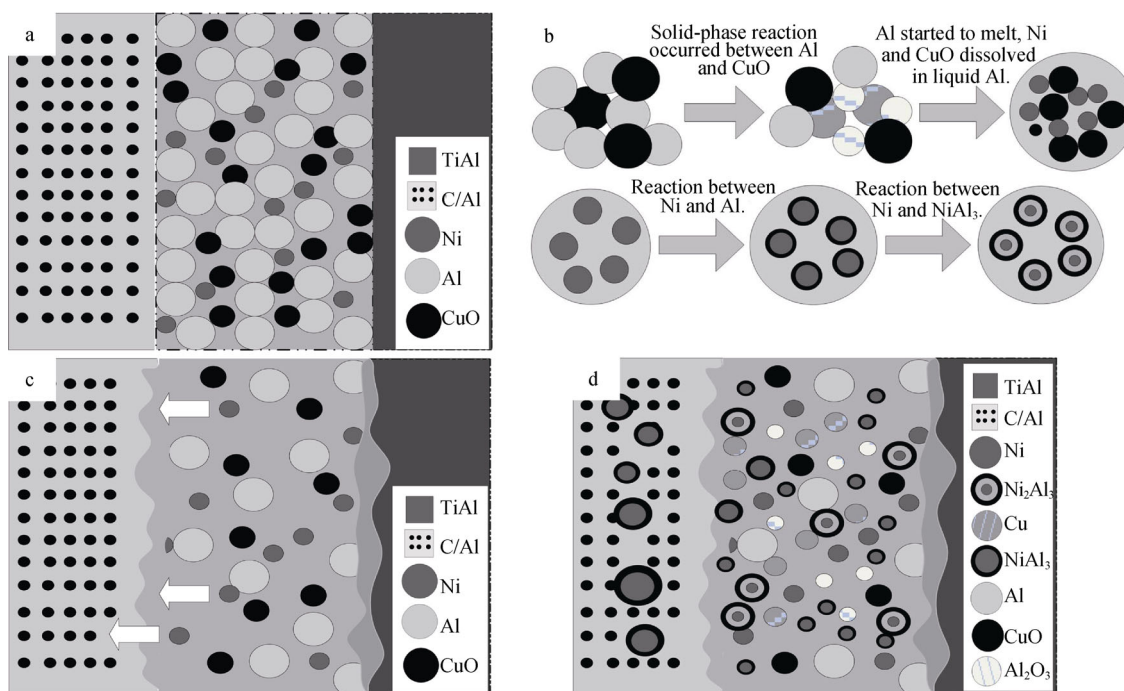 a
TiAl
C/Al
Ni
Al
CuO
b
Solid-phase reaction
occurred between Al
and CuO
Al started to melt, Ni
and CuO dissolved
in liquid Al.
Reaction between
Ni and Al.
Reaction between
Ni and NiAl₃.
c
TiAl
C/Al
Ni
Al
CuO
d
TiAl
C/Al
Ni
Ni₂Al₃
Cu
NiAl₃
Al
CuO
Al₂O₃